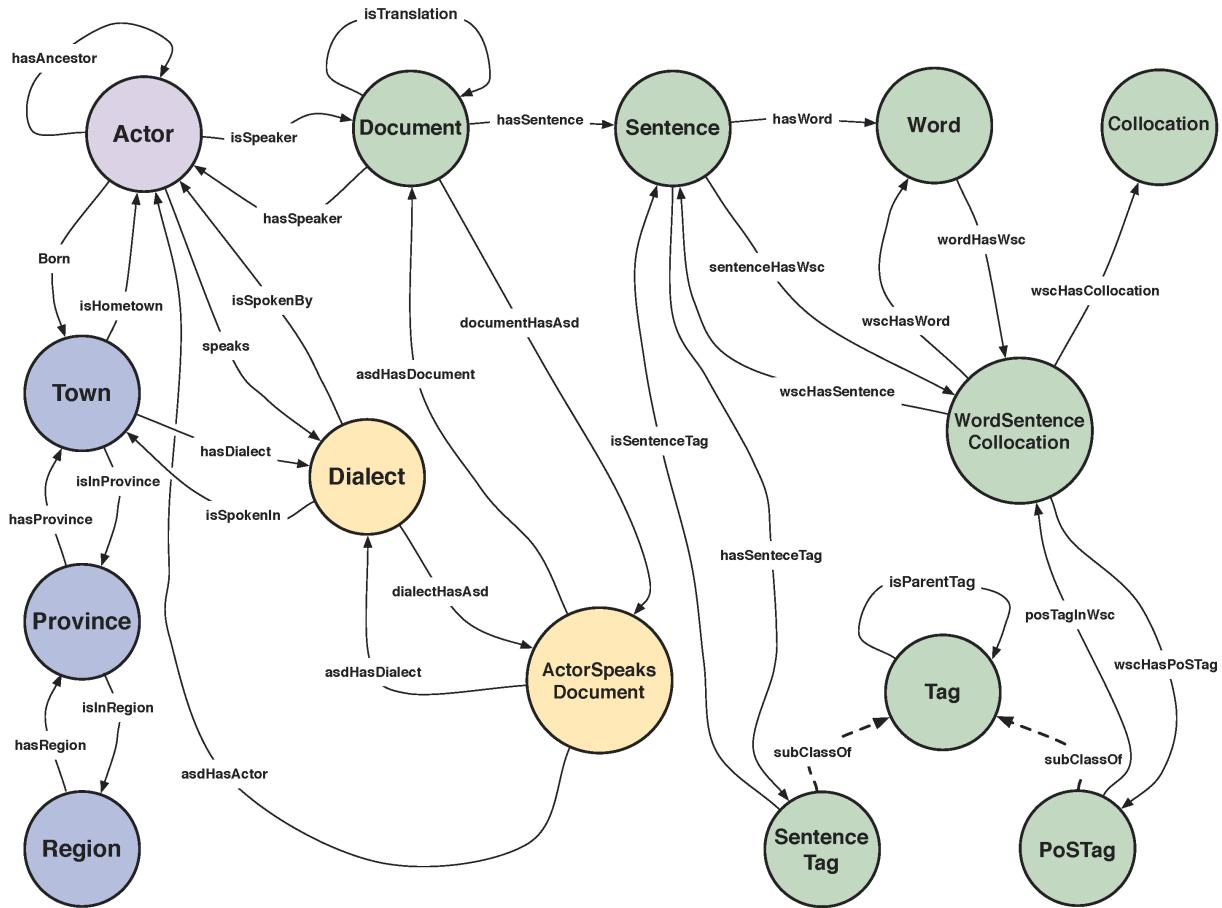 isTranslation
hasAncestor
Actor
isSpeaker
Document
hasSentence
Sentence
hasWord
Word
Collocation
hasSpeaker
Born
isHometown
isSpokenBy
speaks
documentHasAsd
asdHasDocument
sentenceHasWsc
wordHasWsc
wscHasWord
wscHasCollocation
wscHasSentence
WordSentence
Collocation
Town
hasDialect
Dialect
isSpokenIn
isInProvince
hasProvince
isSentenceTag
hasSenteceTag
dialectHasAsd
asdHasDialect
ActorSpeaks
Document
Province
isInRegion
hasRegion
asdHasActor
Region
isParentTag
Tag
posTagInWsc
wscHasPoSTag
subClassOf
subClassOf
Sentence
Tag
PoSTag